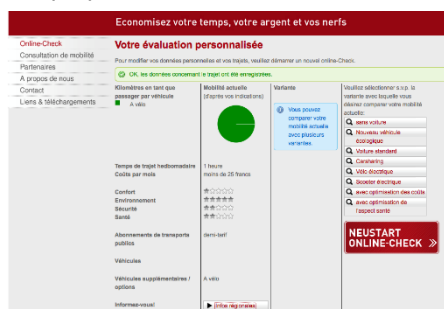 Economisez votre temps, votre argent et vos nerfs
Online-Check
Consultation de mobilité
Partenaires
A propos de nous
Contact
Liens & téléchargements
Votre évaluation personnalisée
Pour modifier vos données personnelles et vos trajets, veuillez démarrer un nouvel online-Check.
OK, les données concernant le trajet ont été enregistrées.
Kilomètres en tant que
passager par véhicule
A vélo
Mobilité actuelle
(d'après vos indications)
Variante
Vous pouvez
comparer votre
mobilité actuelle
avec plusieurs
variantes.
Veuillez sélectionner s.v.p. la
variante avec laquelle vous
désirez comparer votre mobilité
actuelle:
sans voiture
Nouveau véhicule
écologique
Voiture standard
Carsharing
Vélo électrique
Scooter électrique
avec optimisation des coûts
avec optimisation de
l'aspect santé
NEUSTART
ONLINE-CHECK »
Temps de trajet hebdomadaire 1 heure
Coûts par mois moins de 25 francs
Confort
Environnement
Sécurité
Santé
Abonnements de transports
publics
demi-tarif
Véhicules
Véhicules supplémentaires /
options
A vélo
Informez-vous!
Infos régionales